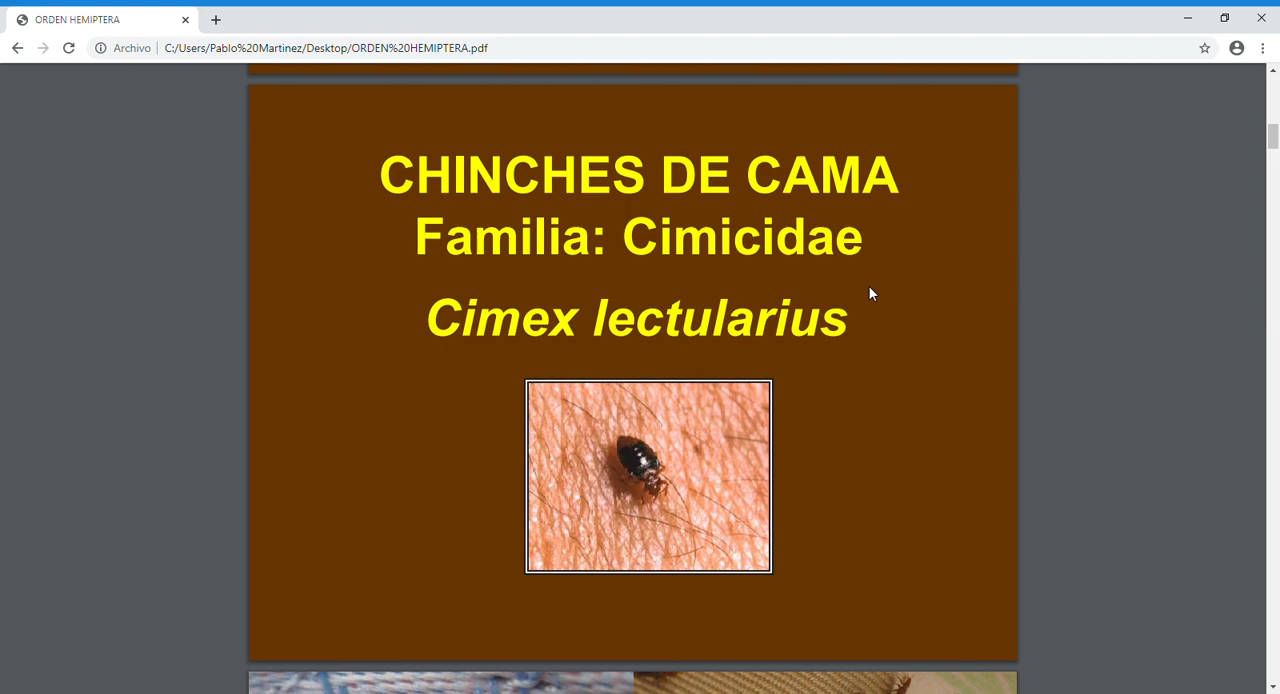 ORDEN HEMIPTERA
Archivo
C:/Users/Pablo%20Martinez/Desktop/ORDEN%20HEMIPTERA.pdf
CHINCHES DE CAMA
Familia: Cimicidae
Cimex lectularius